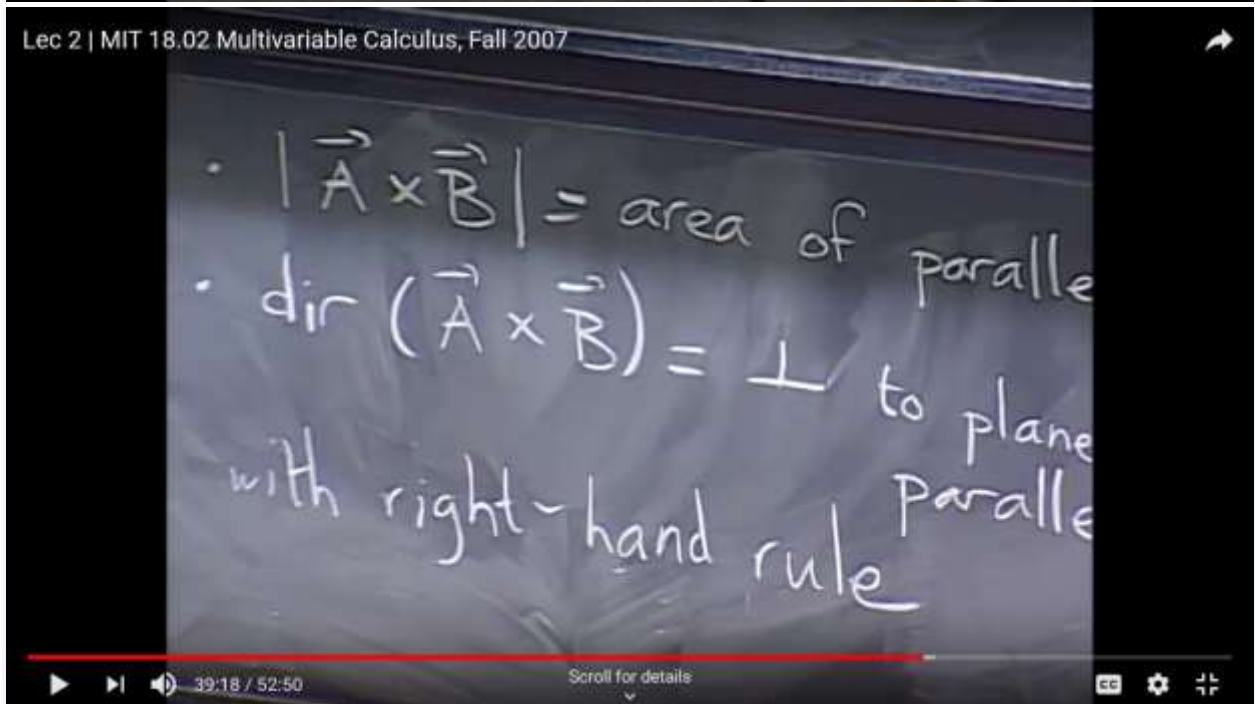 Lec 2 | MIT 18.02 Multivariable Calculus, Fall 2007
· |A⃗ × B⃗| = area of paralle
· dir (A⃗ × B⃗) = ⊥ to plane
paralle
with right-hand rule
39:18 / 52:50
Scroll for details
CC